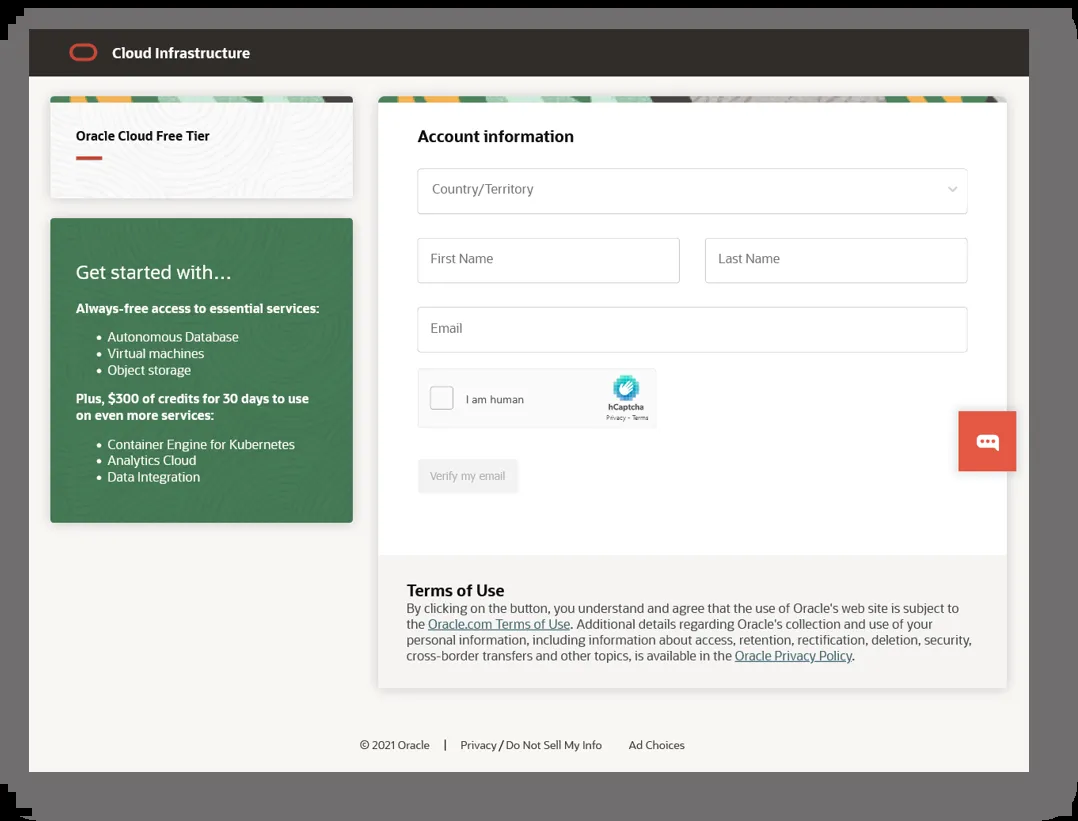 Cloud Infrastructure
Oracle Cloud Free Tier
Get started with...
Always-free access to essential services:
• Autonomous Database
• Virtual machines
• Object storage
Plus, $300 of credits for 30 days to use
on even more services:
• Container Engine for Kubernetes
• Analytics Cloud
• Data Integration
Account information
Country/Territory
First Name
Last Name
Email
I am human
hCaptcha
Privacy - Terms
Verify my email
Terms of Use
By clicking on the button, you understand and agree that the use of Oracle's web site is subject to
the Oracle.com Terms of Use. Additional details regarding Oracle's collection and use of your
personal information, including information about access, retention, rectification, deletion, security,
cross-border transfers and other topics, is available in the Oracle Privacy Policy.
© 2021 Oracle | Privacy/Do Not Sell My Info Ad Choices